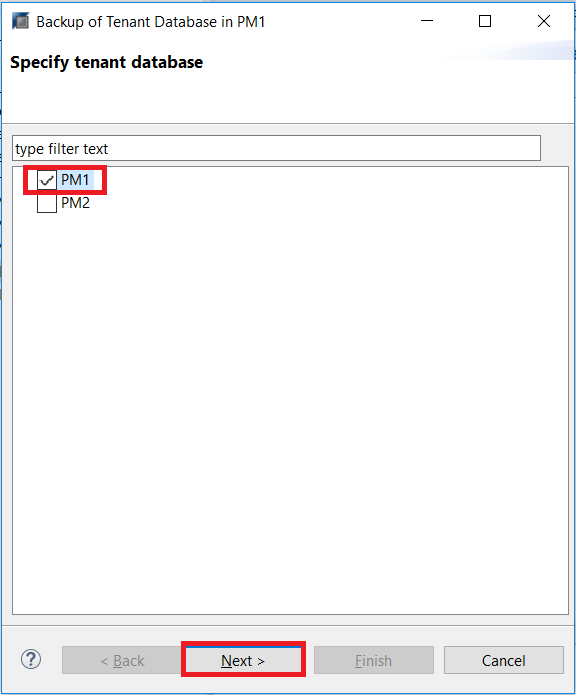 Backup of Tenant Database in PM1
Specify tenant database
type filter text
PM1
PM2
?
< Back
Next >
Finish
Cancel